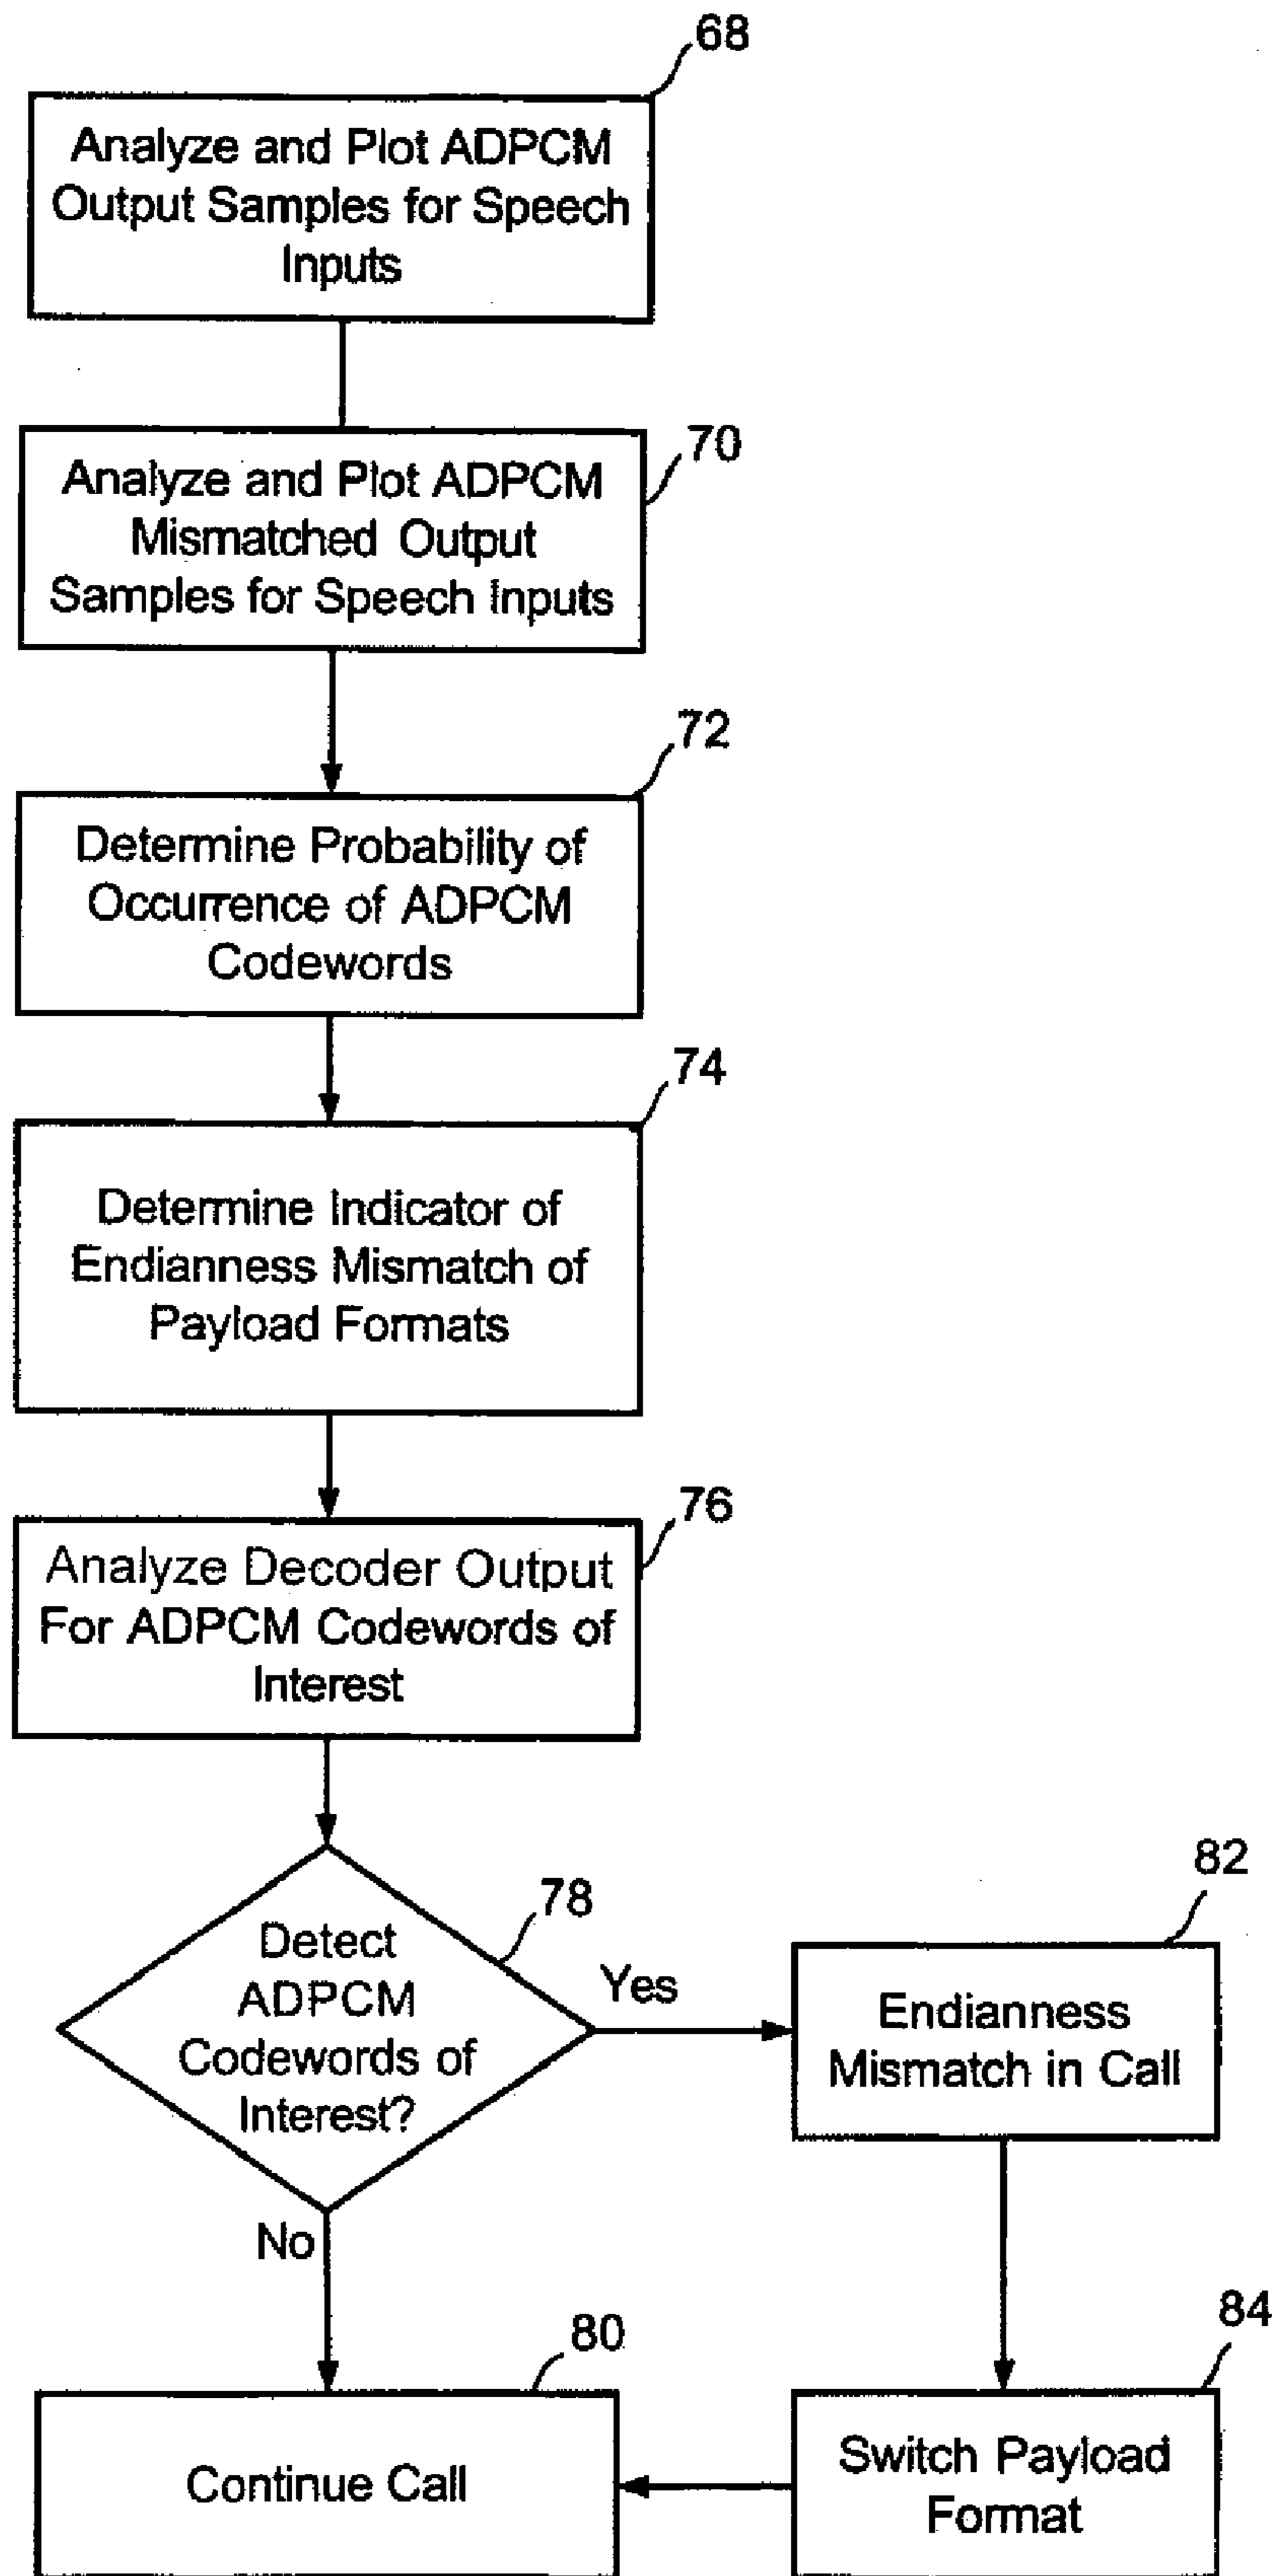 68
Analyze and Plot ADPCM
Output Samples for Speech
Inputs
70
Analyze and Plot ADPCM
Mismatched Output
Samples for Speech Inputs
72
Determine Probability of
Occurrence of ADPCM
Codewords
74
Determine Indicator of
Endianness Mismatch of
Payload Formats
76
Analyze Decoder Output
For ADPCM Codewords of
Interest
78
Detect
ADPCM
Codewords of
Interest?
Yes
82
Endianness
Mismatch in Call
No
80
Continue Call
84
Switch Payload
Format